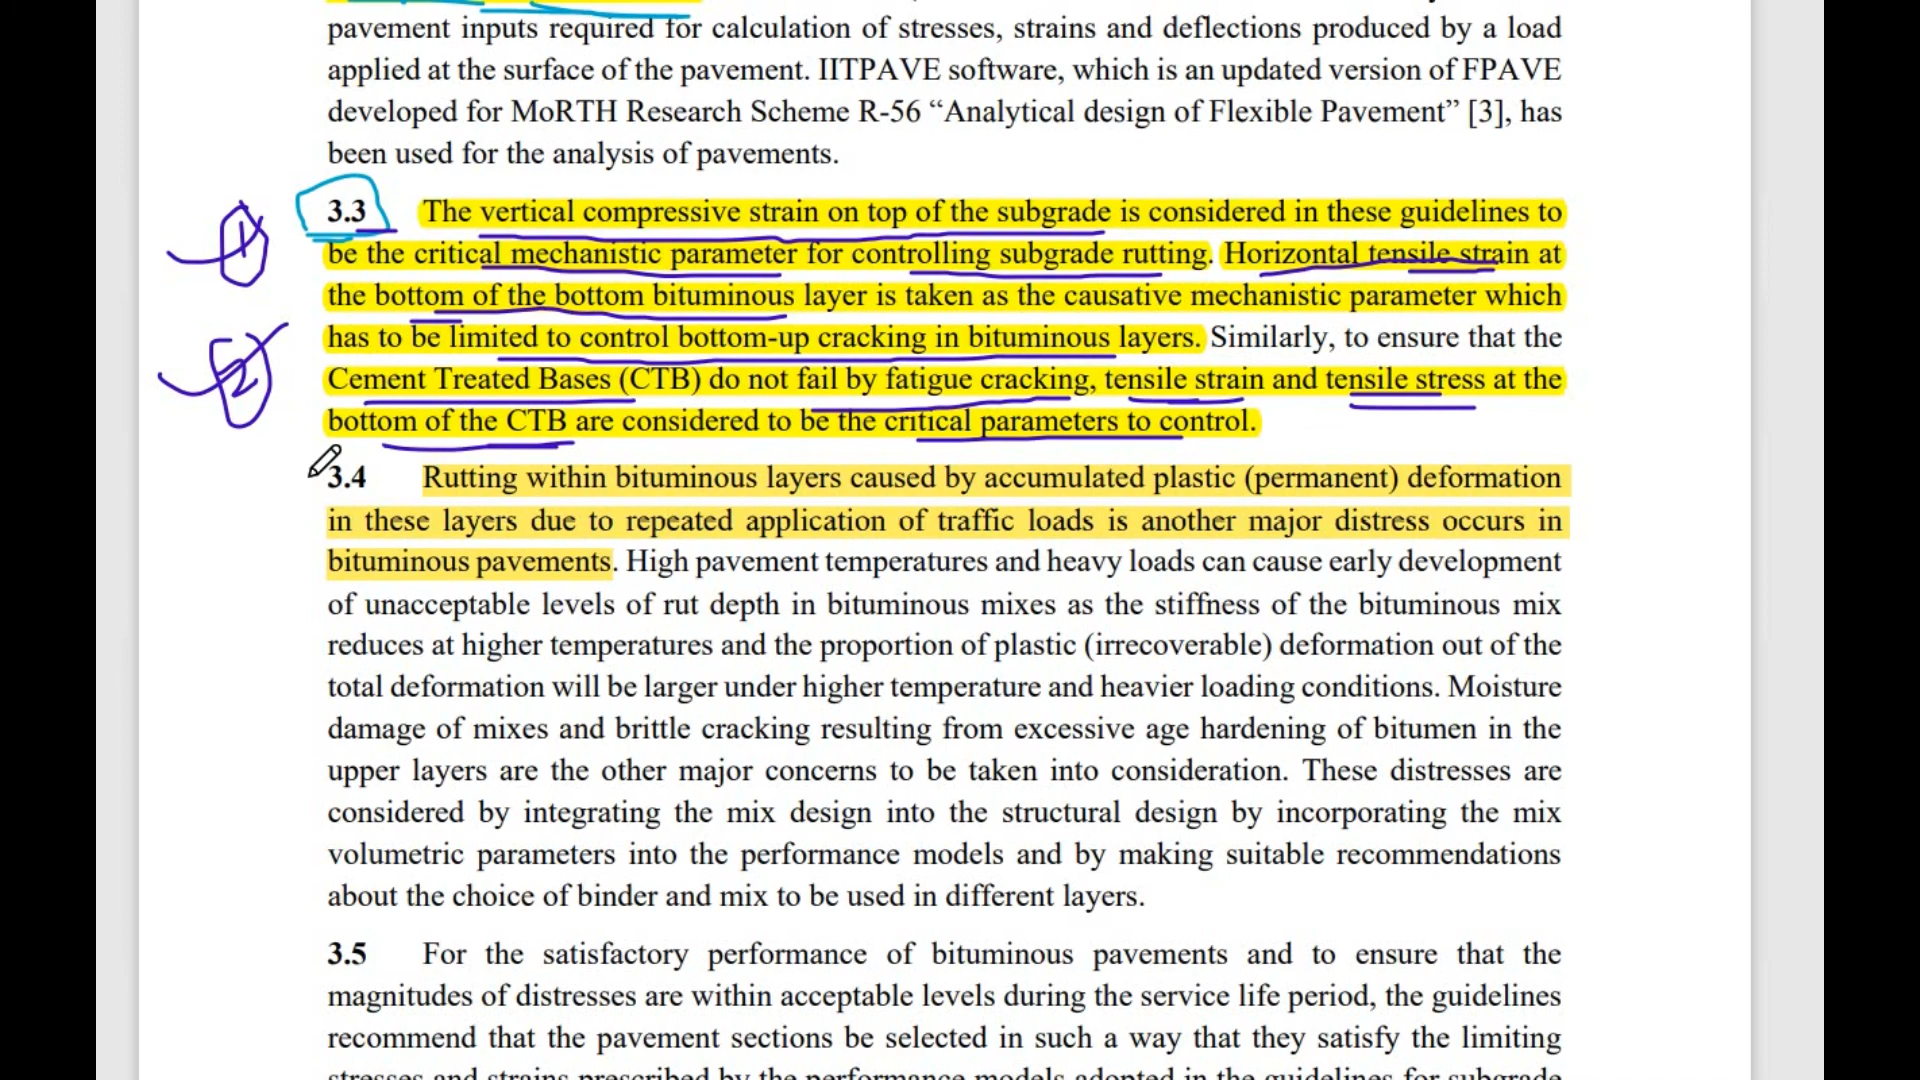 pavement inputs required for calculation of stresses, strains and deflections produced by a load
applied at the surface of the pavement. IITPAVE software, which is an updated version of FPAVE
developed for MoRTH Research Scheme R-56 “Analytical design of Flexible Pavement” [3], has
been used for the analysis of pavements.
1
3.3 The vertical compressive strain on top of the subgrade is considered in these guidelines to
be the critical mechanistic parameter for controlling subgrade rutting. Horizontal tensile strain at
the bottom of the bottom bituminous layer is taken as the causative mechanistic parameter which
has to be limited to control bottom-up cracking in bituminous layers. Similarly, to ensure that the
2
Cement Treated Bases (CTB) do not fail by fatigue cracking, tensile strain and tensile stress at the
bottom of the CTB are considered to be the critical parameters to control.
3.4 Rutting within bituminous layers caused by accumulated plastic (permanent) deformation
in these layers due to repeated application of traffic loads is another major distress occurs in
bituminous pavements. High pavement temperatures and heavy loads can cause early development
of unacceptable levels of rut depth in bituminous mixes as the stiffness of the bituminous mix
reduces at higher temperatures and the proportion of plastic (irrecoverable) deformation out of the
total deformation will be larger under higher temperature and heavier loading conditions. Moisture
damage of mixes and brittle cracking resulting from excessive age hardening of bitumen in the
upper layers are the other major concerns to be taken into consideration. These distresses are
considered by integrating the mix design into the structural design by incorporating the mix
volumetric parameters into the performance models and by making suitable recommendations
about the choice of binder and mix to be used in different layers.
3.5 For the satisfactory performance of bituminous pavements and to ensure that the
magnitudes of distresses are within acceptable levels during the service life period, the guidelines
recommend that the pavement sections be selected in such a way that they satisfy the limiting
stresses and strains prescribed by the performance models adopted in the guidelines for subgrade